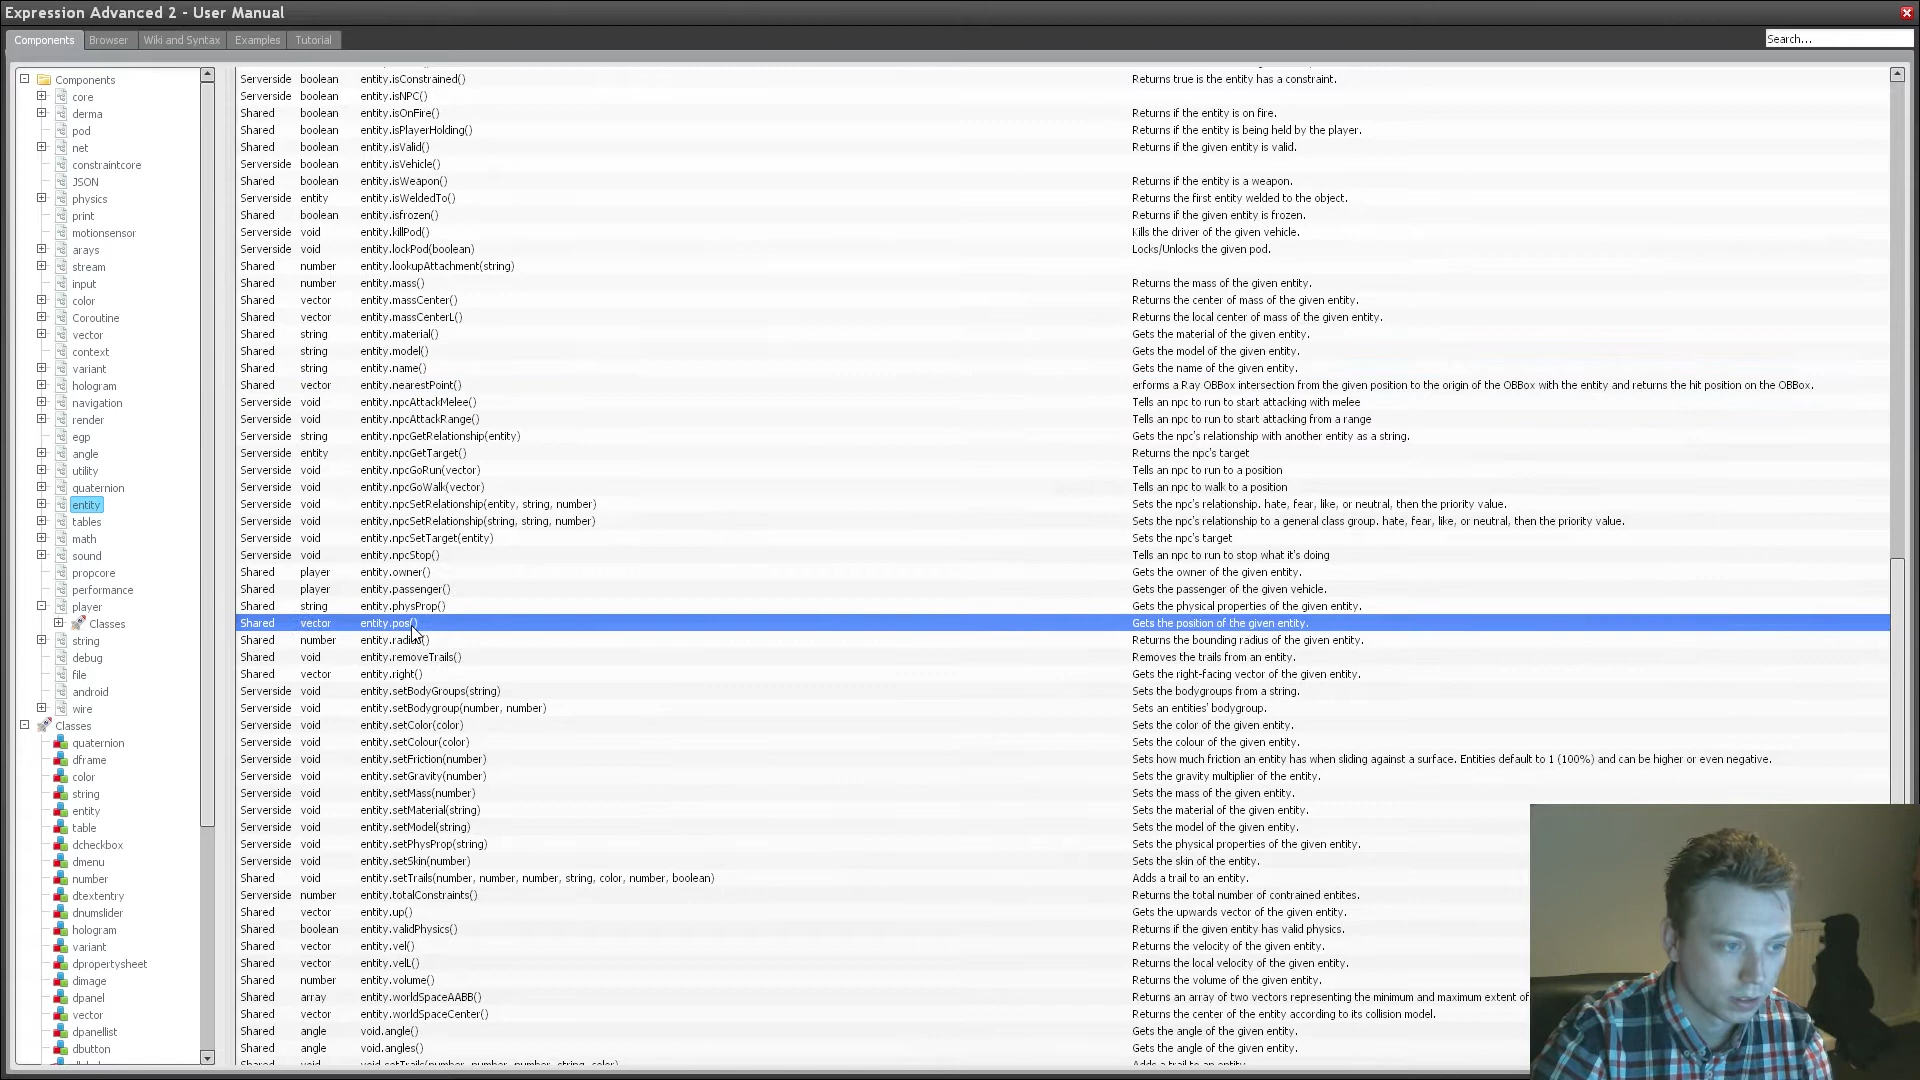 Expression Advanced 2 - User Manual
Components Browser Wiki and Syntax Examples Tutorial
Search...
Components
core
derma
pod
net
constraintcore
JSON
physics
print
motionsensor
arays
stream
input
color
Coroutine
vector
context
variant
hologram
navigation
render
egp
angle
utility
quaternion
entity
tables
math
sound
propcore
performance
player
Classes
string
debug
file
android
wire
Classes
quaternion
dframe
color
string
entity
table
dcheckbox
dmenu
number
dtextentry
dnumslider
hologram
variant
dpropertysheet
dimage
dpanel
vector
dpanellist
dbutton
Serverside boolean entity.isConstrained() Returns true is the entity has a constraint.
Serverside boolean entity.isNPC()
Shared boolean entity.isOnFire() Returns if the entity is on fire.
Shared boolean entity.isPlayerHolding() Returns if the entity is being held by the player.
Shared boolean entity.isValid() Returns if the given entity is valid.
Serverside boolean entity.isVehicle()
Shared boolean entity.isWeapon() Returns if the entity is a weapon.
Serverside entity entity.isWeldedTo() Returns the first entity welded to the object.
Shared boolean entity.isfrozen() Returns if the given entity is frozen.
Serverside void entity.killPod() Kills the driver of the given vehicle.
Serverside void entity.lockPod(boolean) Locks/Unlocks the given pod.
Shared number entity.lookupAttachment(string)
Shared number entity.mass() Returns the mass of the given entity.
Shared vector entity.massCenter() Returns the center of mass of the given entity.
Shared vector entity.massCenterL() Returns the local center of mass of the given entity.
Shared string entity.material() Gets the material of the given entity.
Shared string entity.model() Gets the model of the given entity.
Shared string entity.name() Gets the name of the given entity.
Shared vector entity.nearestPoint() erforms a Ray OBBox intersection from the given position to the origin of the OBBox with the entity and returns the hit position on the OBBox.
Serverside void entity.npcAttackMelee() Tells an npc to run to start attacking with melee
Serverside void entity.npcAttackRange() Tells an npc to run to start attacking from a range
Serverside string entity.npcGetRelationship(entity) Gets the npc's relationship with another entity as a string.
Serverside entity entity.npcGetTarget() Returns the npc's target
Serverside void entity.npcGoRun(vector) Tells an npc to run to a position
Serverside void entity.npcGoWalk(vector) Tells an npc to walk to a position
Serverside void entity.npcSetRelationship(entity, string, number) Sets the npc's relationship. hate, fear, like, or neutral, then the priority value.
Serverside void entity.npcSetRelationship(string, string, number) Sets the npc's relationship to a general class group. hate, fear, like, or neutral, then the priority value.
Serverside void entity.npcSetTarget(entity) Sets the npc's target
Serverside void entity.npcStop() Tells an npc to run to stop what it's doing
Shared player entity.owner() Gets the owner of the given entity.
Shared player entity.passenger() Gets the passenger of the given vehicle.
Shared string entity.physProp() Gets the physical properties of the given entity.
Shared vector entity.pos() Gets the position of the given entity.
Shared number entity.radius() Returns the bounding radius of the given entity.
Shared void entity.removeTrails() Removes the trails from an entity.
Shared vector entity.right() Gets the right-facing vector of the given entity.
Serverside void entity.setBodyGroups(string) Sets the bodygroups from a string.
Serverside void entity.setBodygroup(number, number) Sets an entities' bodygroup.
Serverside void entity.setColor(color) Sets the color of the given entity.
Serverside void entity.setColour(color) Sets the colour of the given entity.
Serverside void entity.setFriction(number) Sets how much friction an entity has when sliding against a surface. Entities default to 1 (100%) and can be higher or even negative.
Serverside void entity.setGravity(number) Sets the gravity multiplier of the entity.
Serverside void entity.setMass(number) Sets the mass of the given entity.
Serverside void entity.setMaterial(string) Sets the material of the given entity.
Serverside void entity.setModel(string) Sets the model of the given entity.
Serverside void entity.setPhysProp(string) Sets the physical properties of the given entity.
Serverside void entity.setSkin(number) Sets the skin of the entity.
Shared void entity.setTrails(number, number, number, string, color, number, boolean) Adds a trail to an entity.
Serverside number entity.totalConstraints() Returns the total number of contrained entites.
Shared vector entity.up() Gets the upwards vector of the given entity.
Shared boolean entity.validPhysics() Returns if the given entity has valid physics.
Shared vector entity.vel() Returns the velocity of the given entity.
Shared vector entity.velL() Returns the local velocity of the given entity.
Shared number entity.volume() Returns the volume of the given entity.
Shared array entity.worldSpaceAABB() Returns an array of two vectors representing the minimum and maximum extent of
Shared vector entity.worldSpaceCenter() Returns the center of the entity according to its collision model.
Shared angle void.angle() Gets the angle of the given entity.
Shared angle void.angles() Gets the angle of the given entity.
Shared void void.setTrails(number, number, number, string, color) Adds a trail to an entity.